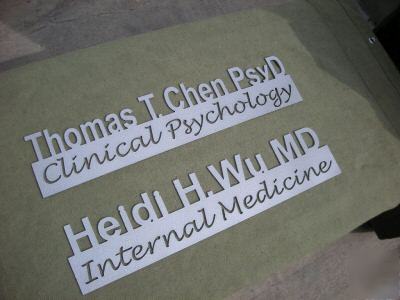 Thomas T. Chen PsyD
Clinical Psychology
Heidi H. Wu MD
Internal Medicine